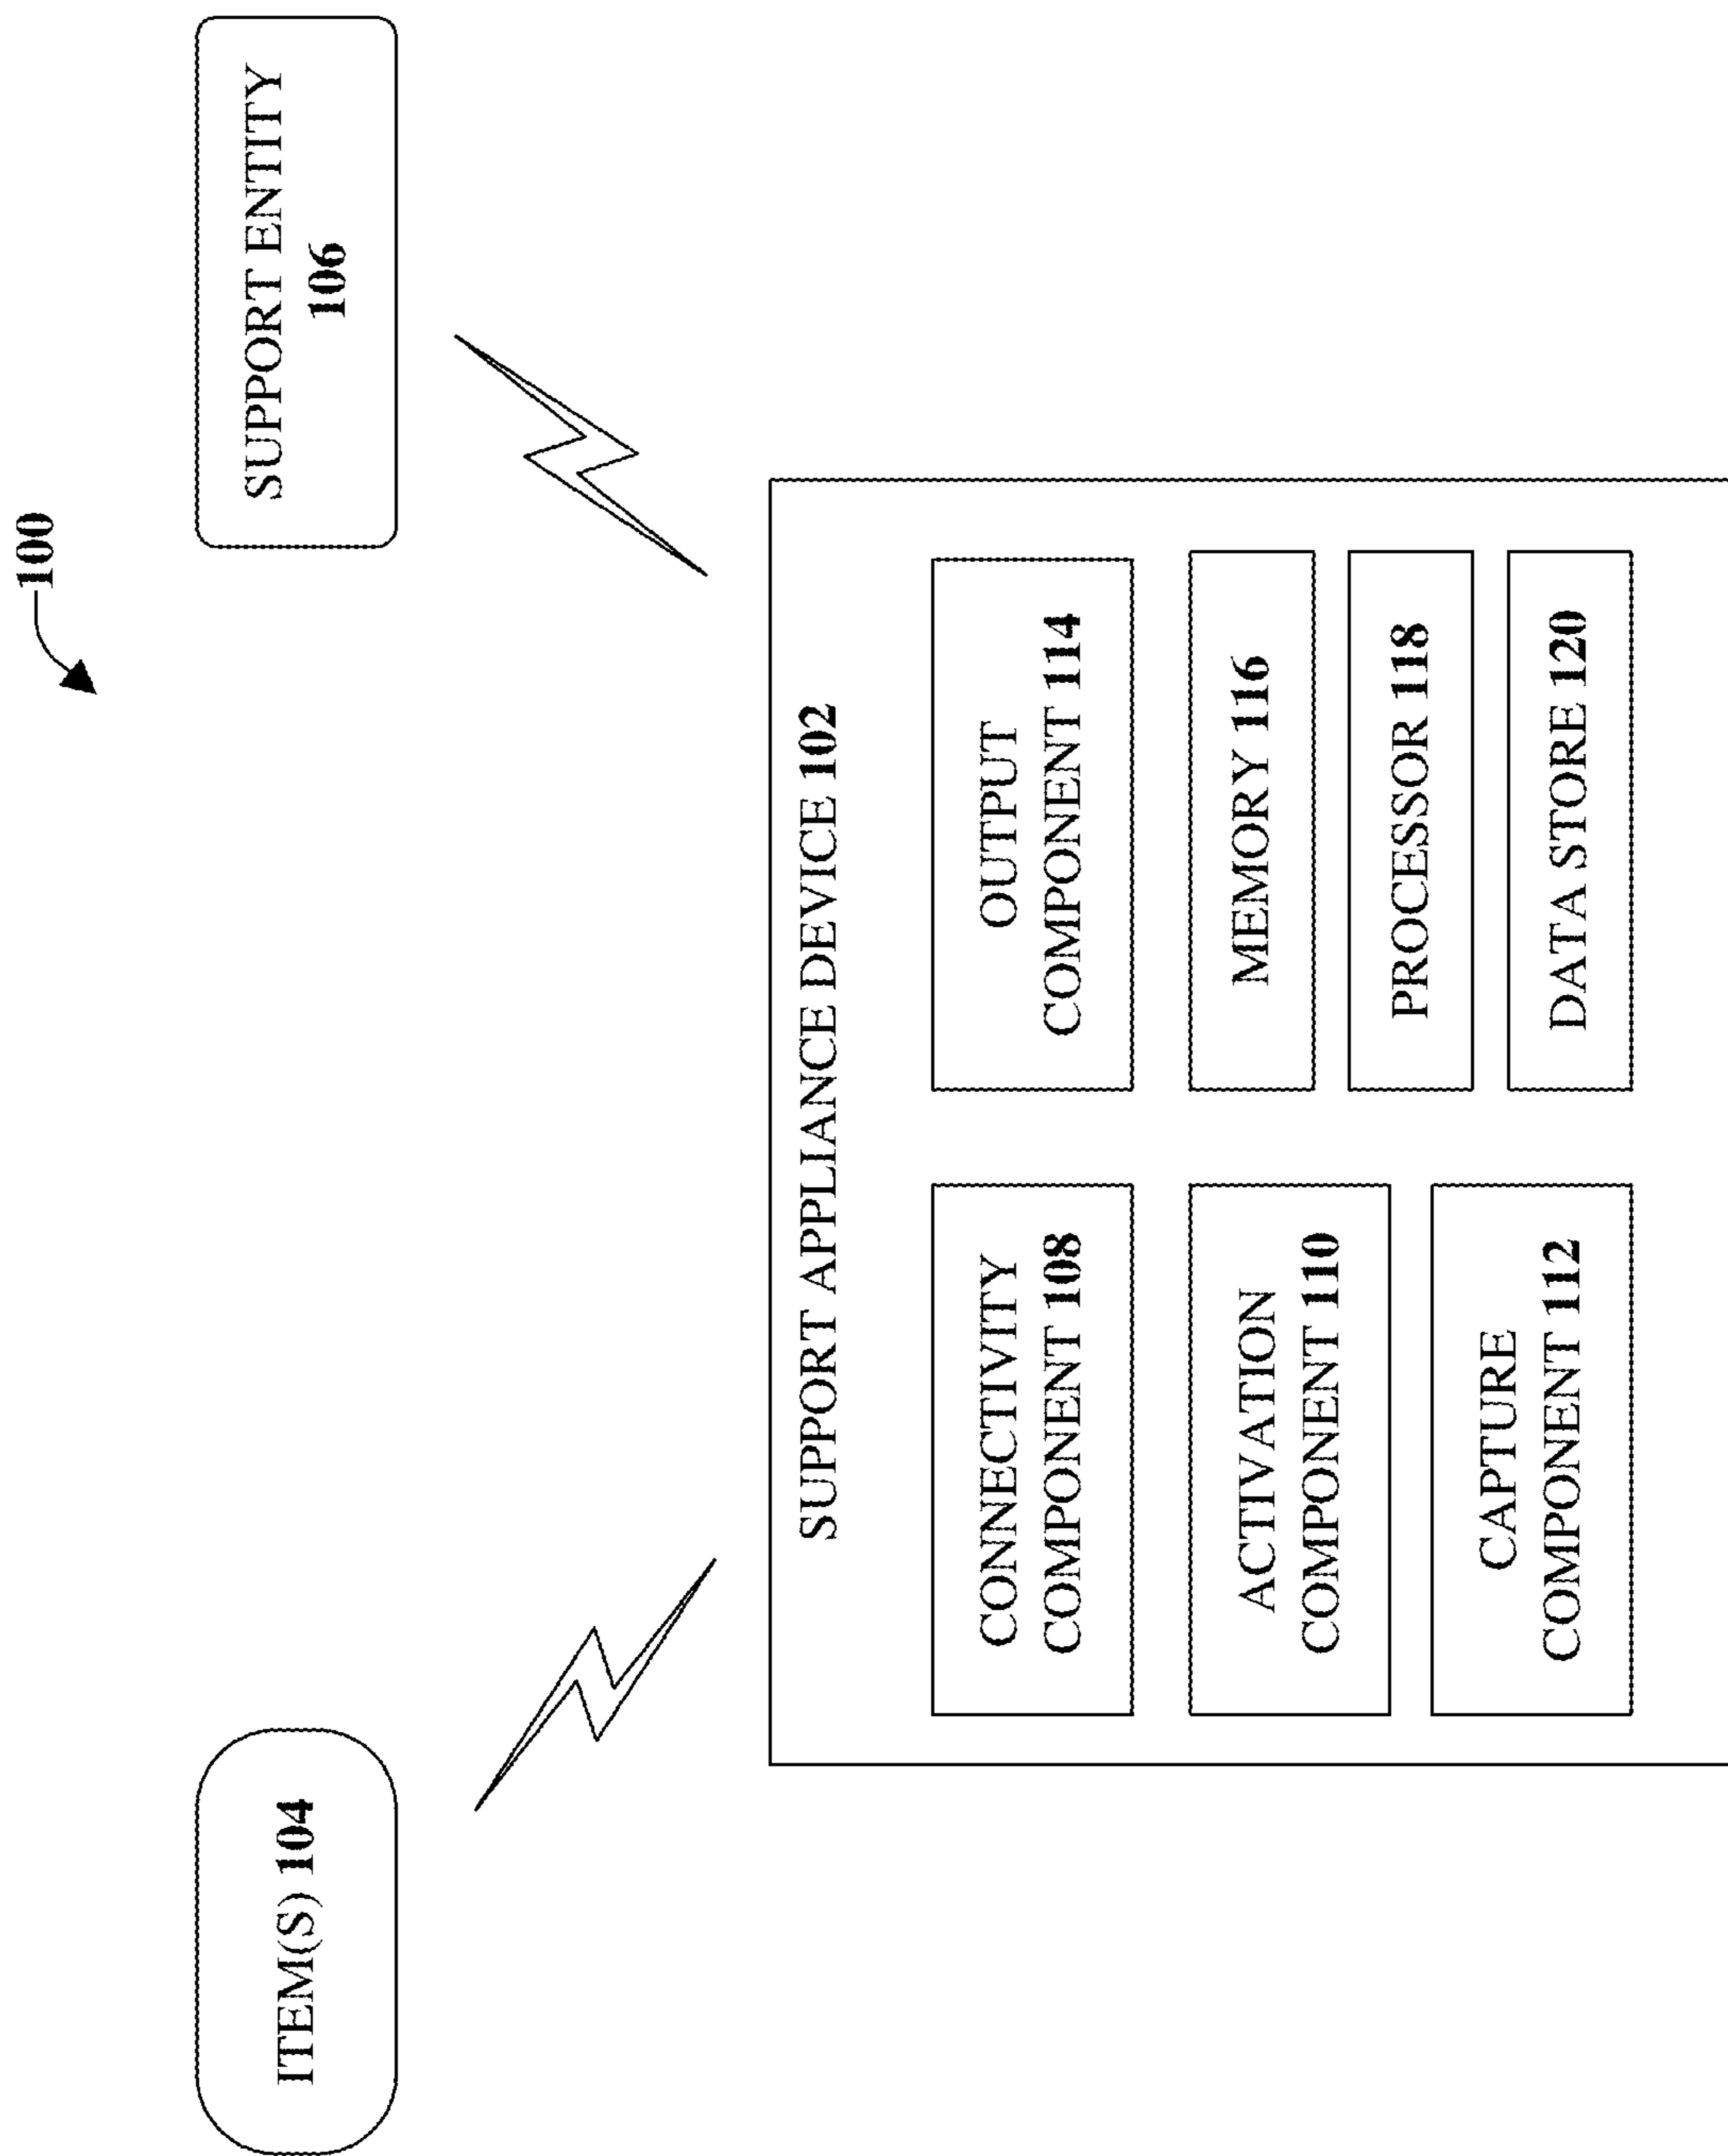 100
ITEM(S) 104
SUPPORT ENTITY
106
SUPPORT APPLIANCE DEVICE 102
CONNECTIVITY
COMPONENT 108
ACTIVATION
COMPONENT 110
CAPTURE
COMPONENT 112
OUTPUT
COMPONENT 114
MEMORY 116
PROCESSOR 118
DATA STORE 120